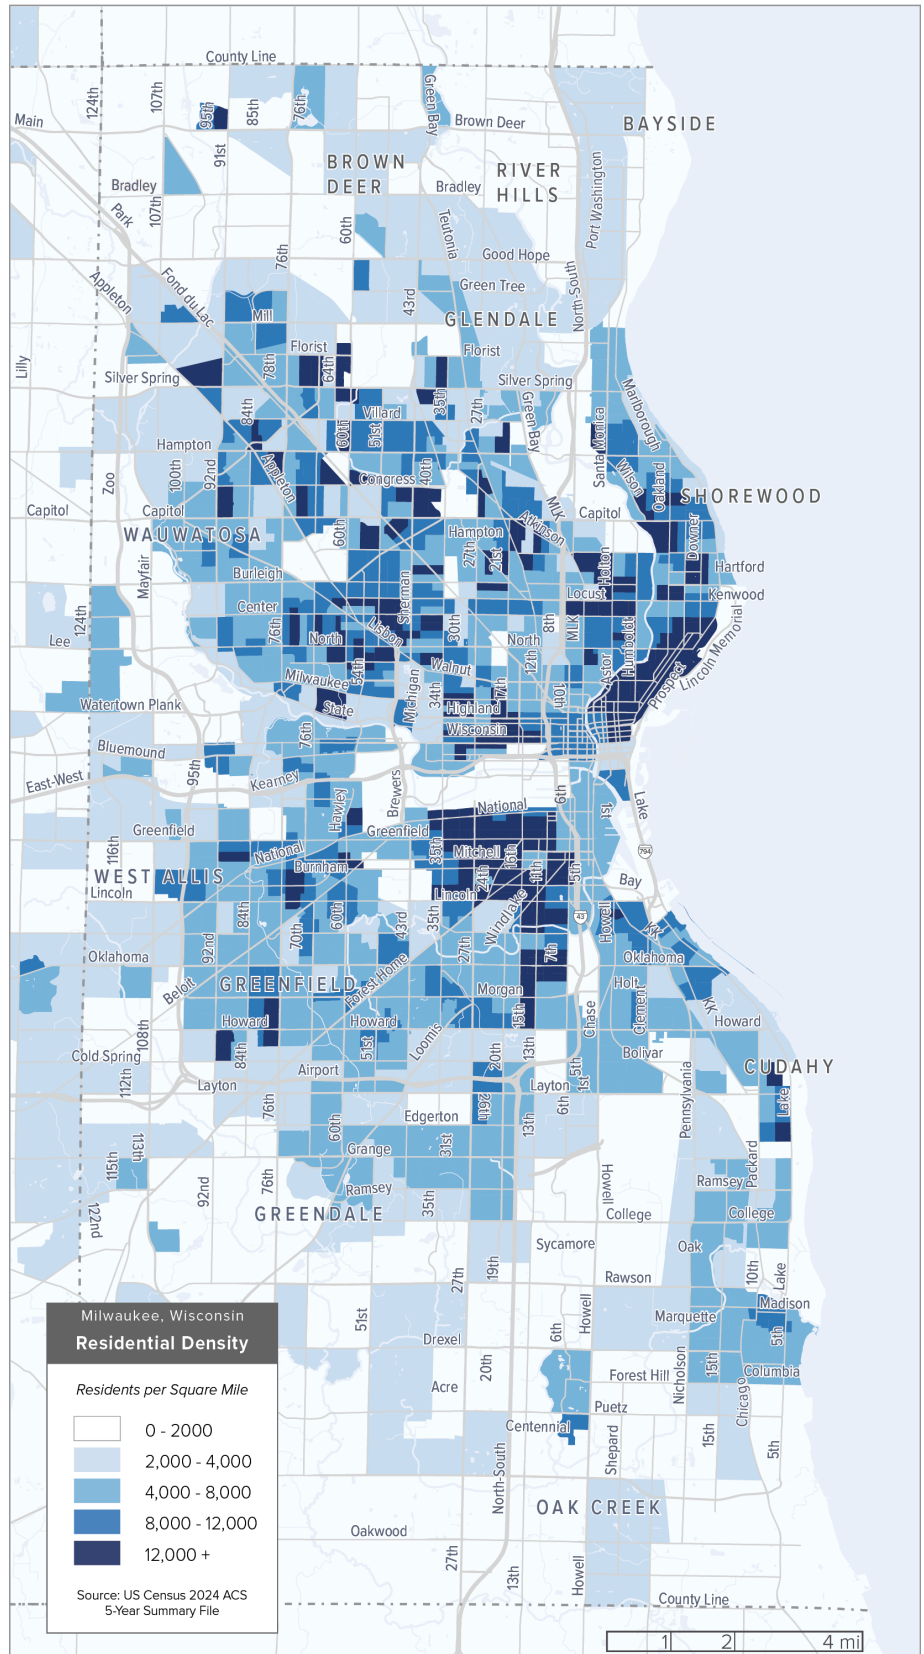 County Line
124th
107th
95th
85th
76th
Green Bay
Main
Brown Deer
BAYSIDE
91st
BROWN
DEER
RIVER
HILLS
Bradley
Bradley
Port Washington
107th
Park
60th
Teutonia
76th
Good Hope
Appleton
Fond du Lac
43rd
Green Tree
North-South
Mill
GLENDALE
Lilly
78th
Florist
64th
Florist
Silver Spring
Silver Spring
84th
Villard
35th
27th
Green Bay
Marlborough
Santa Monica
Hampton
60th
51st
Zoo
100th
92nd
Appleton
Congress
40th
Wilson
Oakland
SHOREWOOD
Capitol
Capitol
MLK
Capitol
WAUWATOSA
60th
Hampton
Atkinson
Downer
27th
21st
Mayfair
Burleigh
Sherman
Holton
Hartford
124th
Center
Locust
Kenwood
Lee
76th
North
Lisbon
30th
North
8th
MLK
Humboldt
Lincoln Memorial
Milwaukee
54th
Walnut
12th
Astor
Prospect
State
Michigan
34th
17th
10th
Highland
Watertown Plank
Wisconsin
76th
Bluemound
95th
East-West
Kearney
Brewers
6th
Hawley
National
1st
Lake
Greenfield
Greenfield
116th
National
35th
Mitchell
16th
794
WEST ALLIS
Burnham
24th
11th
5th
Bay
Lincoln
Lincoln
84th
60th
43rd
35th
Windlake
43
Howell
KK
92nd
70th
27th
7th
Oklahoma
Oklahoma
Beloit
GREENFIELD
Forest Home
Morgan
Holt
Clement
KK
Howard
Howard
15th
Chase
Howard
108th
Cold Spring
84th
51st
Loomis
20th
13th
Bolivar
CUDAHY
Airport
5th
112th
Layton
Layton
1st
Pennsylvania
76th
26th
6th
Lake
60th
Edgerton
13th
113th
Grange
31st
115th
Packard
92nd
76th
Ramsey
35th
Howell
Ramsey
122nd
GREENDALE
College
College
Sycamore
Oak
27th
19th
Rawson
10th
Lake
Milwaukee, Wisconsin
Residential Density
51st
Howell
Madison
Marquette
Drexel
6th
5th
20th
Nicholson
15th
Residents per Square Mile
Acre
Forest Hill
Columbia
Chicago
Puetz
0 - 2000
Centennial
Shepard
15th
5th
2,000 - 4,000
North-South
4,000 - 8,000
OAK CREEK
8,000 - 12,000
Oakwood
12,000 +
27th
13th
Howell
Source: US Census 2024 ACS
5-Year Summary File
County Line
1 2 4 mi